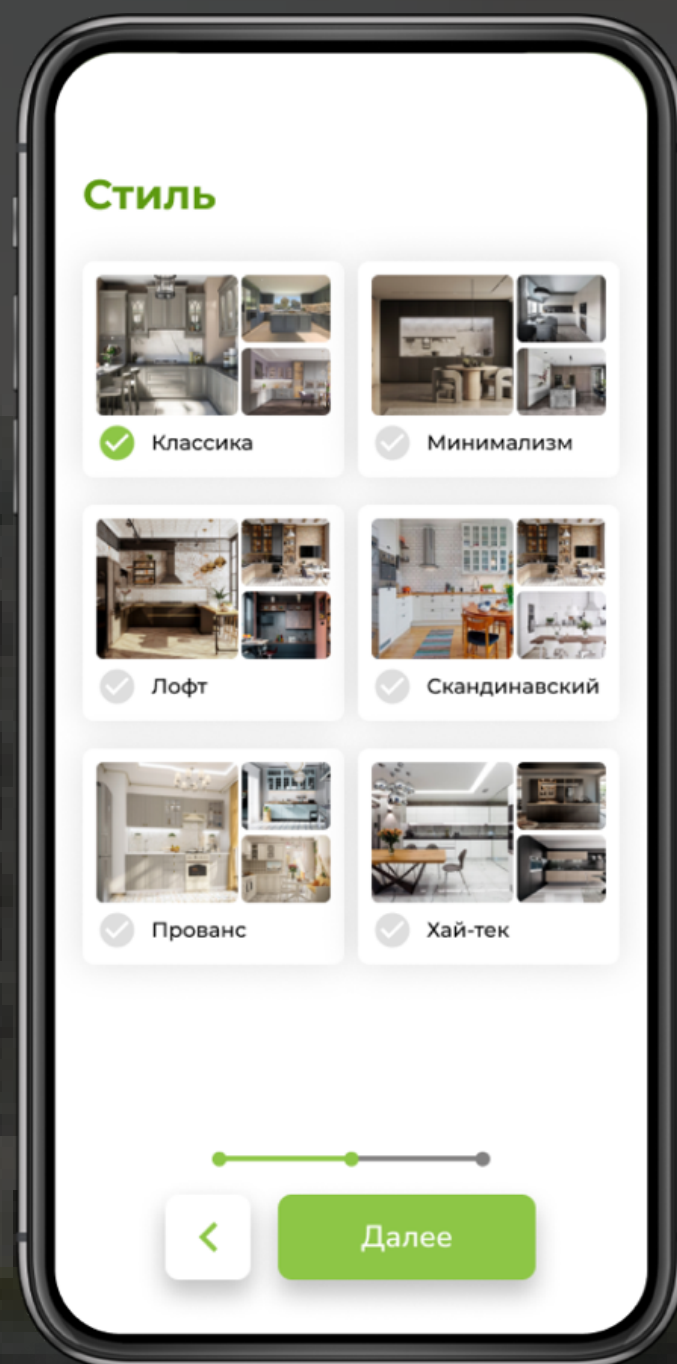 Стиль
Классика
Минимализм
Лофт
Скандинавский
Прованс
Хай-тек
Далее